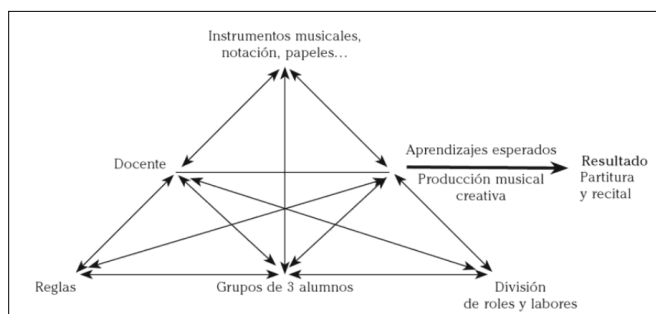 Instrumentos musicales,
notación, papeles...
Docente
Aprendizajes esperados
Producción musical
creativa
Resultado
Partitura
y recital
Reglas
Grupos de 3 alumnos
División
de roles y labores